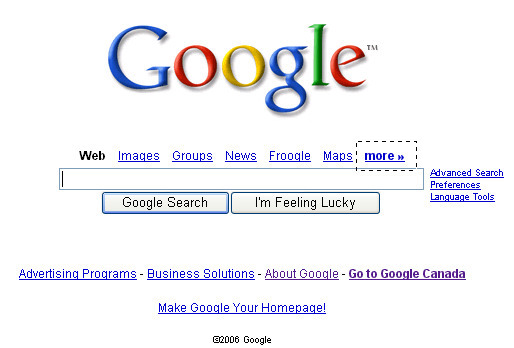 Google™
Web Images Groups News Froogle Maps more »
Advanced Search
Preferences
Language Tools
Google Search I'm Feeling Lucky
Advertising Programs - Business Solutions - About Google - Go to Google Canada
Make Google Your Homepage!
©2006 Google